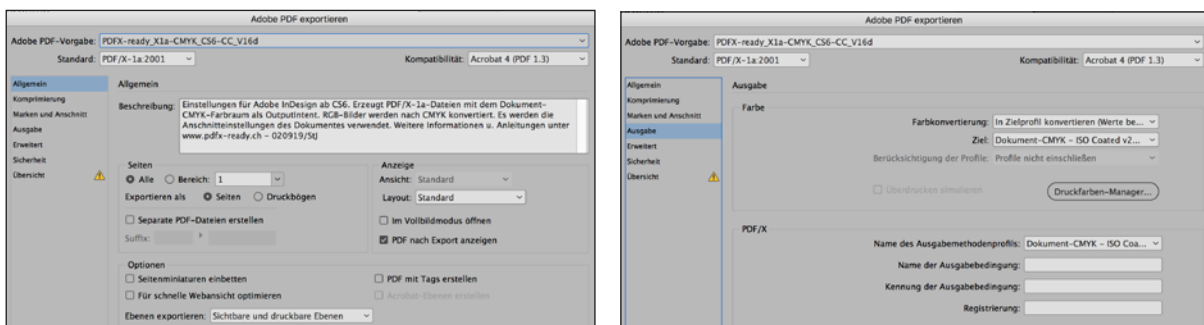 Adobe PDF exportieren
Adobe PDF-Vorgabe: PDFX-ready_X1a-CMYK_CS6-CC_V16d
Standard: PDF/X-1a:2001
Kompatibilität: Acrobat 4 (PDF 1.3)
Allgemein
Komprimierung
Marken und Anschnitt
Ausgabe
Erweitert
Sicherheit
Übersicht
Allgemein
Beschreibung: Einstellungen für Adobe InDesign ab CS6. Erzeugt PDF/X-1a-Dateien mit dem Dokument-
CMYK-Farbraum als OutputIntent. RGB-Bilder werden nach CMYK konvertiert. Es werden die
Anschnitteinstellungen des Dokumentes verwendet. Weitere Informationen u. Anleitungen unter
www.pdfx-ready.ch - 020919/StJ
Seiten
Alle Bereich: 1
Exportieren als Seiten Druckbögen
Separate PDF-Dateien erstellen
Suffix:
Anzeige
Ansicht: Standard
Layout: Standard
Im Vollbildmodus öffnen
PDF nach Export anzeigen
Optionen
Seitenminiaturen einbetten
PDF mit Tags erstellen
Für schnelle Webansicht optimieren
Acrobat-Ebenen erstellen
Ebenen exportieren: Sichtbare und druckbare Ebenen
Adobe PDF exportieren
Adobe PDF-Vorgabe: PDFX-ready_X1a-CMYK_CS6-CC_V16d
Standard: PDF/X-1a:2001
Kompatibilität: Acrobat 4 (PDF 1.3)
Allgemein
Komprimierung
Marken und Anschnitt
Ausgabe
Erweitert
Sicherheit
Übersicht
Ausgabe
Farbe
Farbkonvertierung: In Zielprofil konvertieren (Werte be...
Ziel: Dokument-CMYK - ISO Coated v2...
Berücksichtigung der Profile: Profile nicht einschließen
Überdrucken simulieren
Druckfarben-Manager...
PDF/X
Name des Ausgabemethodenprofils: Dokument-CMYK - ISO Coa...
Name der Ausgabebedingung:
Kennung der Ausgabebedingung:
Registrierung: